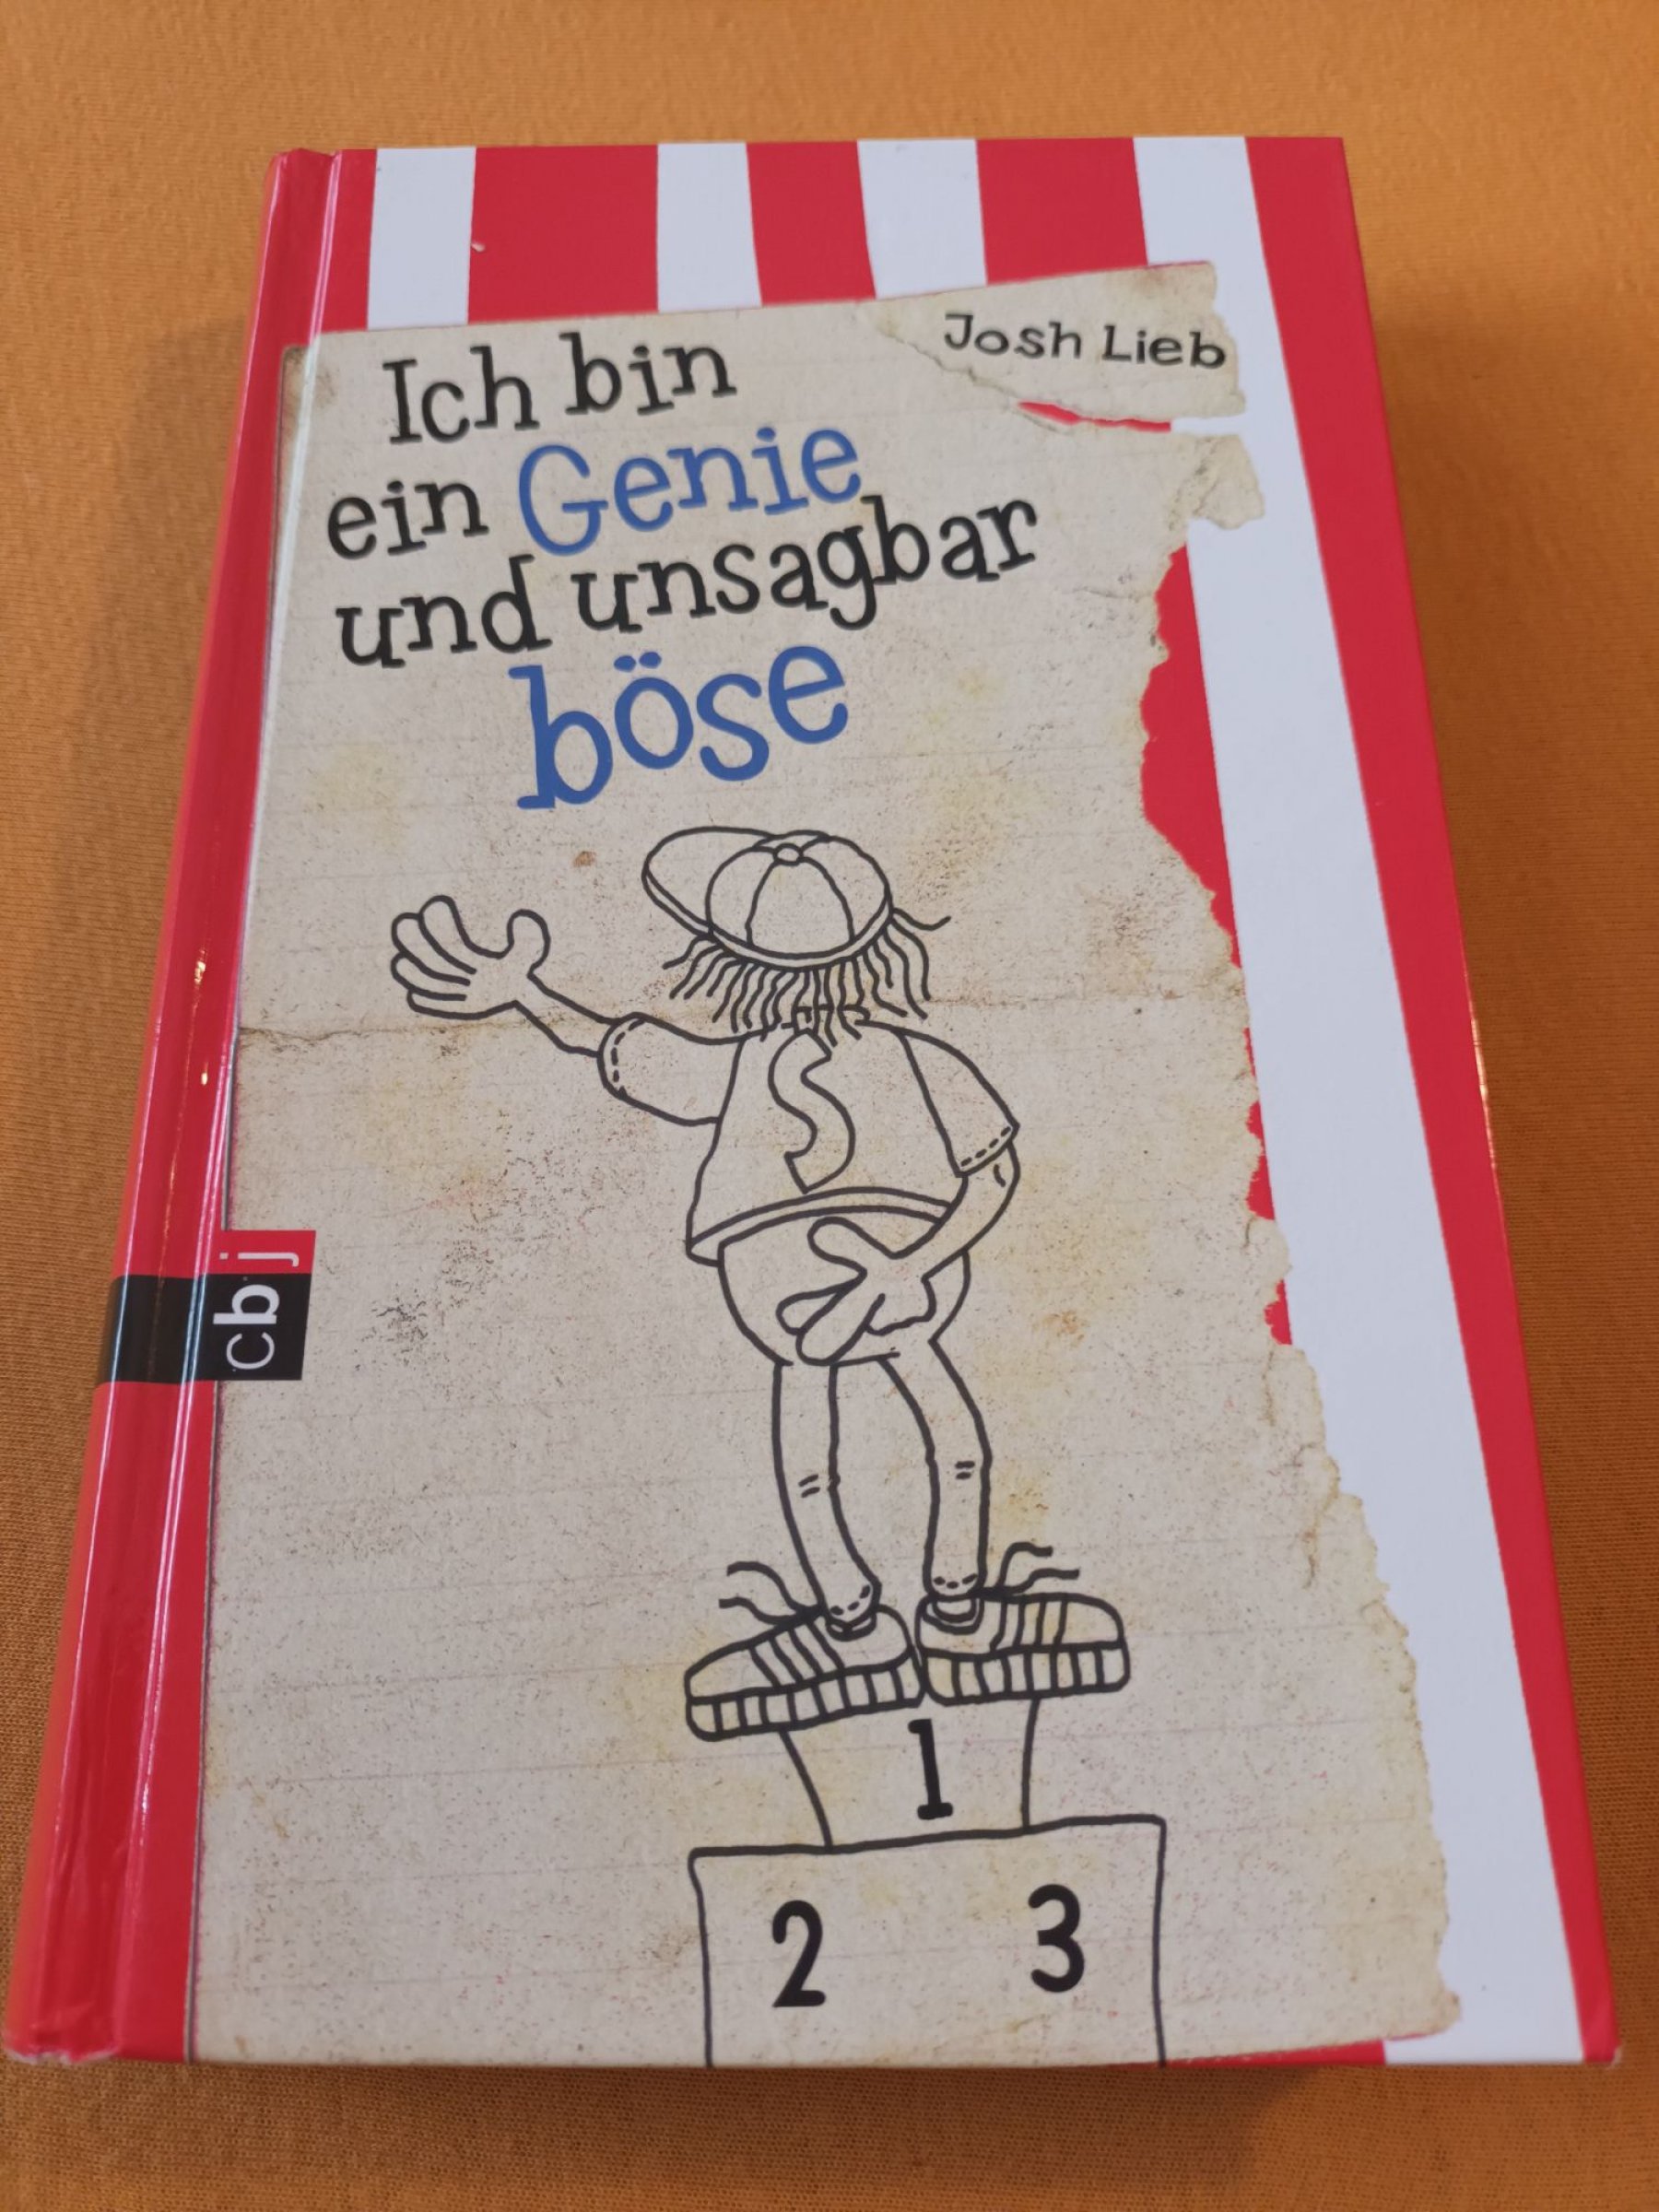 Josh Lieb
Ich bin
ein Genie
und unsagbar
böse
S
cbj
1
2 3